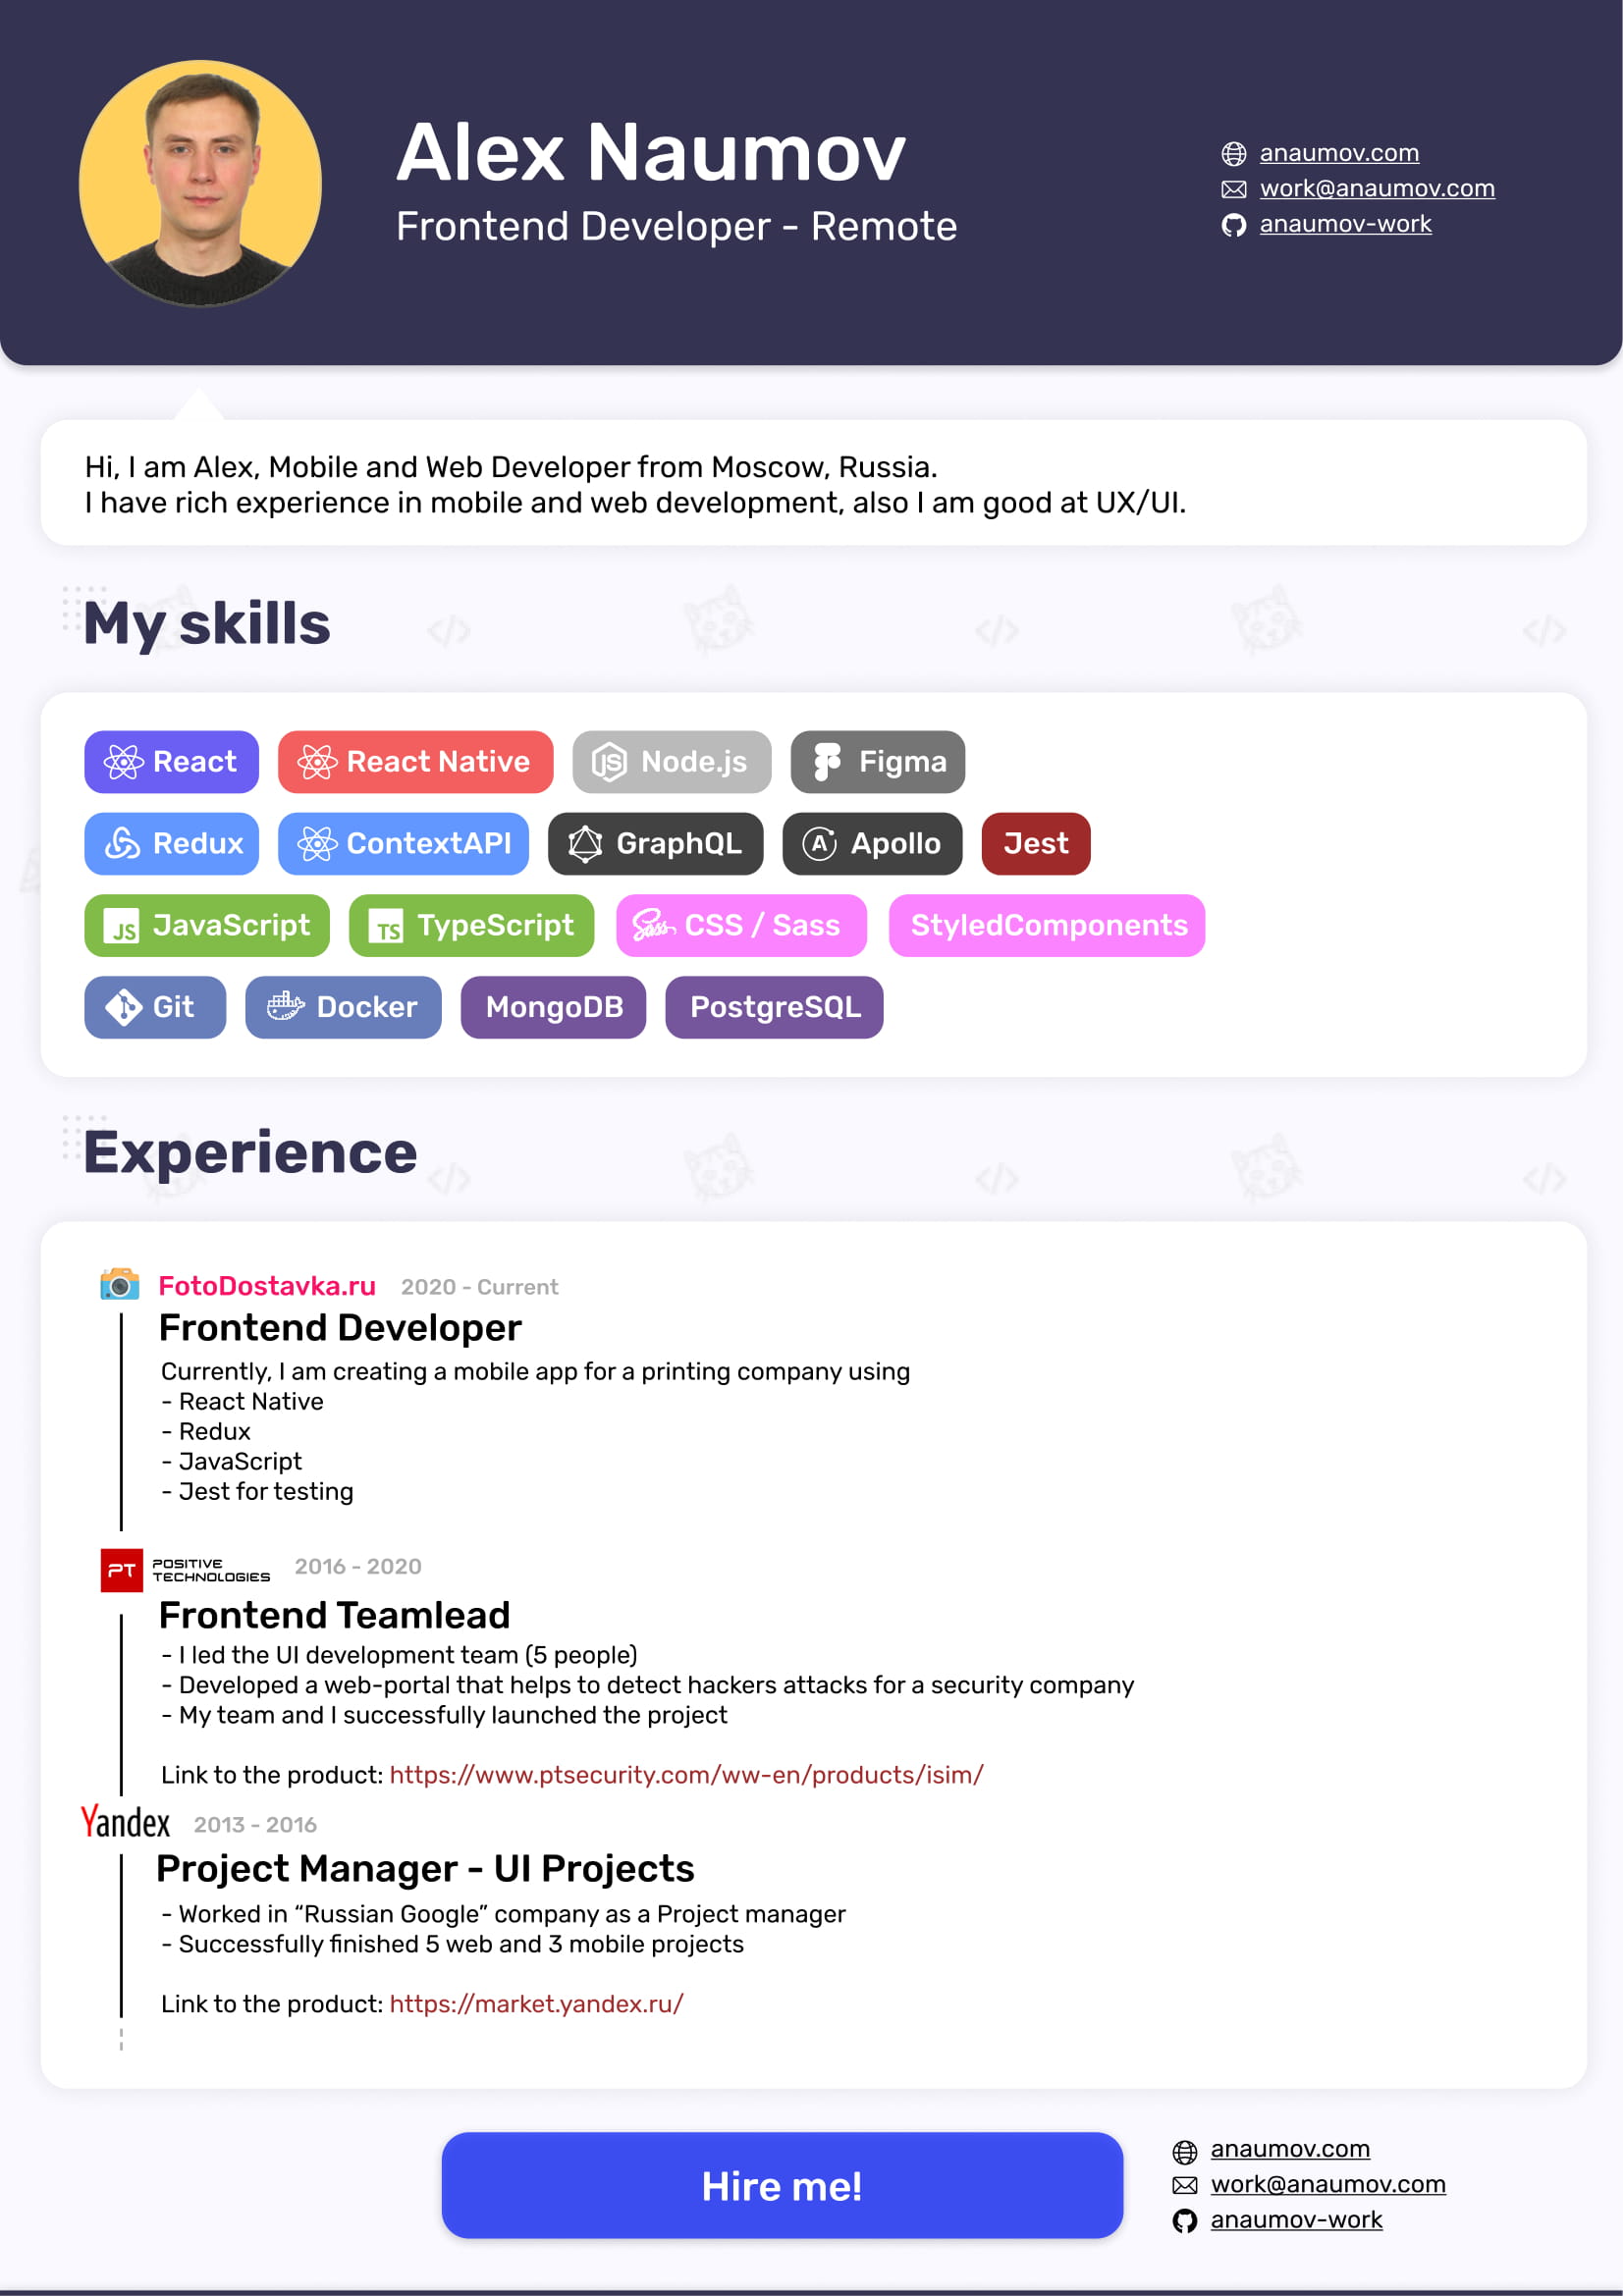 Alex Naumov
Frontend Developer - Remote
anaumov.com
work@anaumov.com
anaumov-work
Hi, I am Alex, Mobile and Web Developer from Moscow, Russia.
I have rich experience in mobile and web development, also I am good at UX/UI.
My skills
React
React Native
JS Node.js
Figma
Redux
ContextAPI
GraphQL
A Apollo
Jest
JS JavaScript
TS TypeScript
Sass CSS / Sass
StyledComponents
Git
Docker
MongoDB
PostgreSQL
Experience
FotoDostavka.ru 2020 - Current
Frontend Developer
Currently, I am creating a mobile app for a printing company using
- React Native
- Redux
- JavaScript
- Jest for testing
PT POSITIVE TECHNOLOGIES 2016 - 2020
Frontend Teamlead
- I led the UI development team (5 people)
- Developed a web-portal that helps to detect hackers attacks for a security company
- My team and I successfully launched the project
Link to the product: https://www.ptsecurity.com/ww-en/products/isim/
Yandex 2013 - 2016
Project Manager - UI Projects
- Worked in “Russian Google” company as a Project manager
- Successfully finished 5 web and 3 mobile projects
Link to the product: https://market.yandex.ru/
Hire me!
anaumov.com
work@anaumov.com
anaumov-work